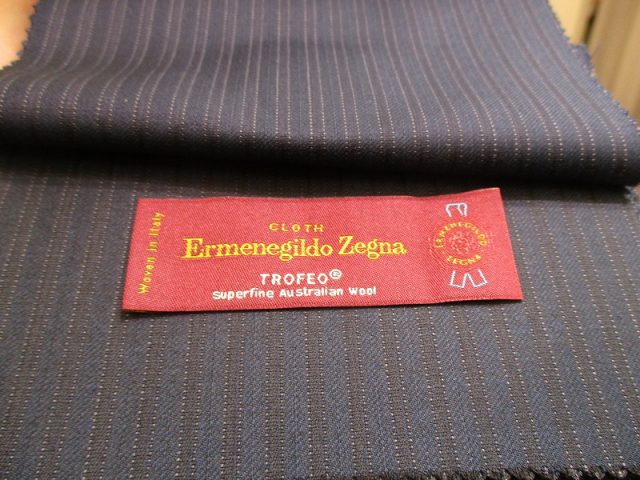 Woven in Italy
CLOTH
Ermenegildo Zegna
TROFEO®
Superfine Australian Wool
ERMENEGILDO
ZEGNA